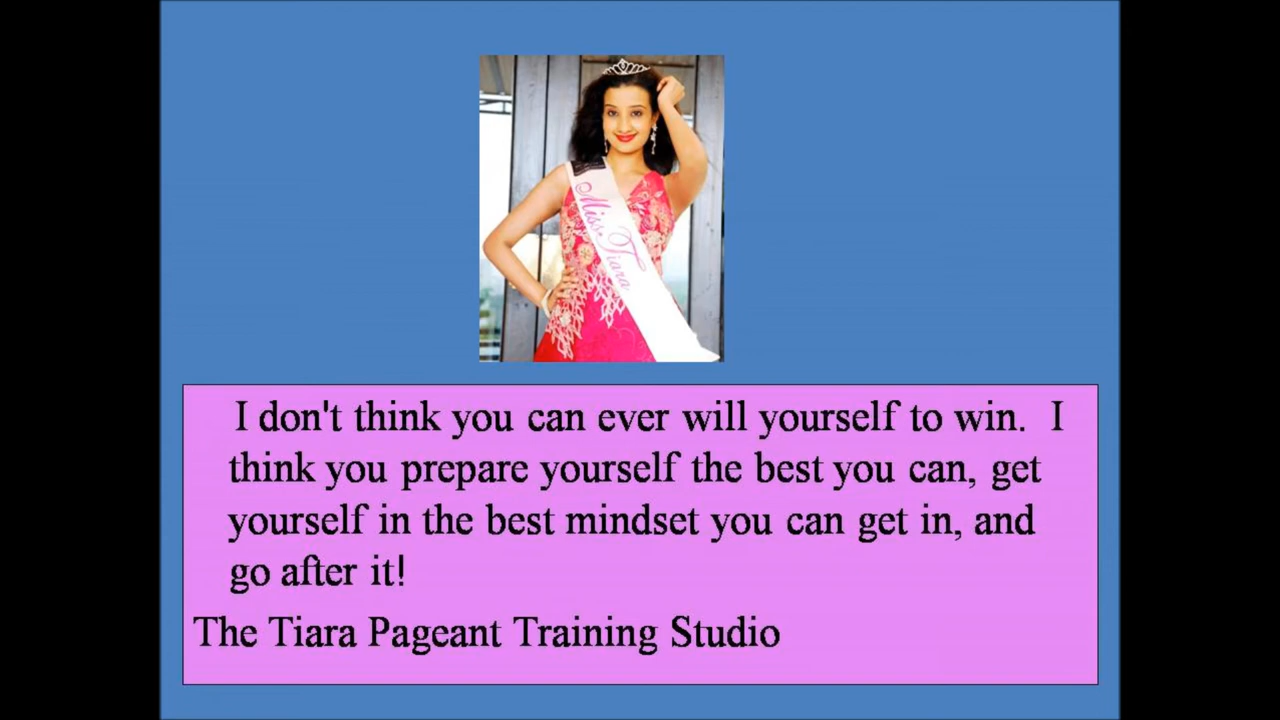 Miss Tiara
I don't think you can ever will yourself to win. I
think you prepare yourself the best you can, get
yourself in the best mindset you can get in, and
go after it!
The Tiara Pageant Training Studio